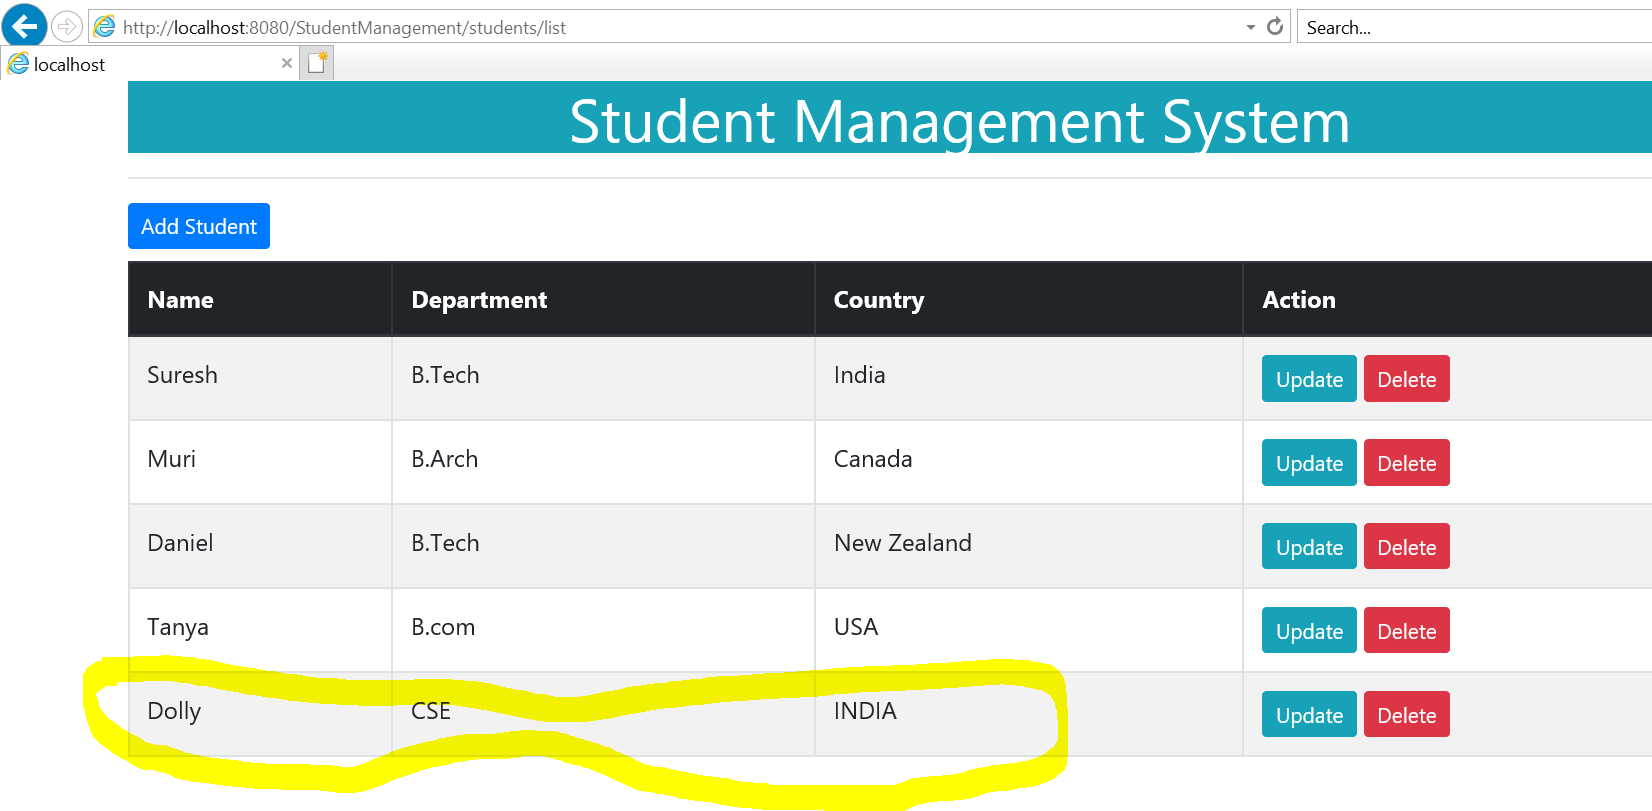 http://localhost:8080/StudentManagement/students/list Search...
localhost
Student Management System
Add Student
Name Department Country Action
Suresh B.Tech India Update Delete
Muri B.Arch Canada Update Delete
Daniel B.Tech New Zealand Update Delete
Tanya B.com USA Update Delete
Dolly CSE INDIA Update Delete